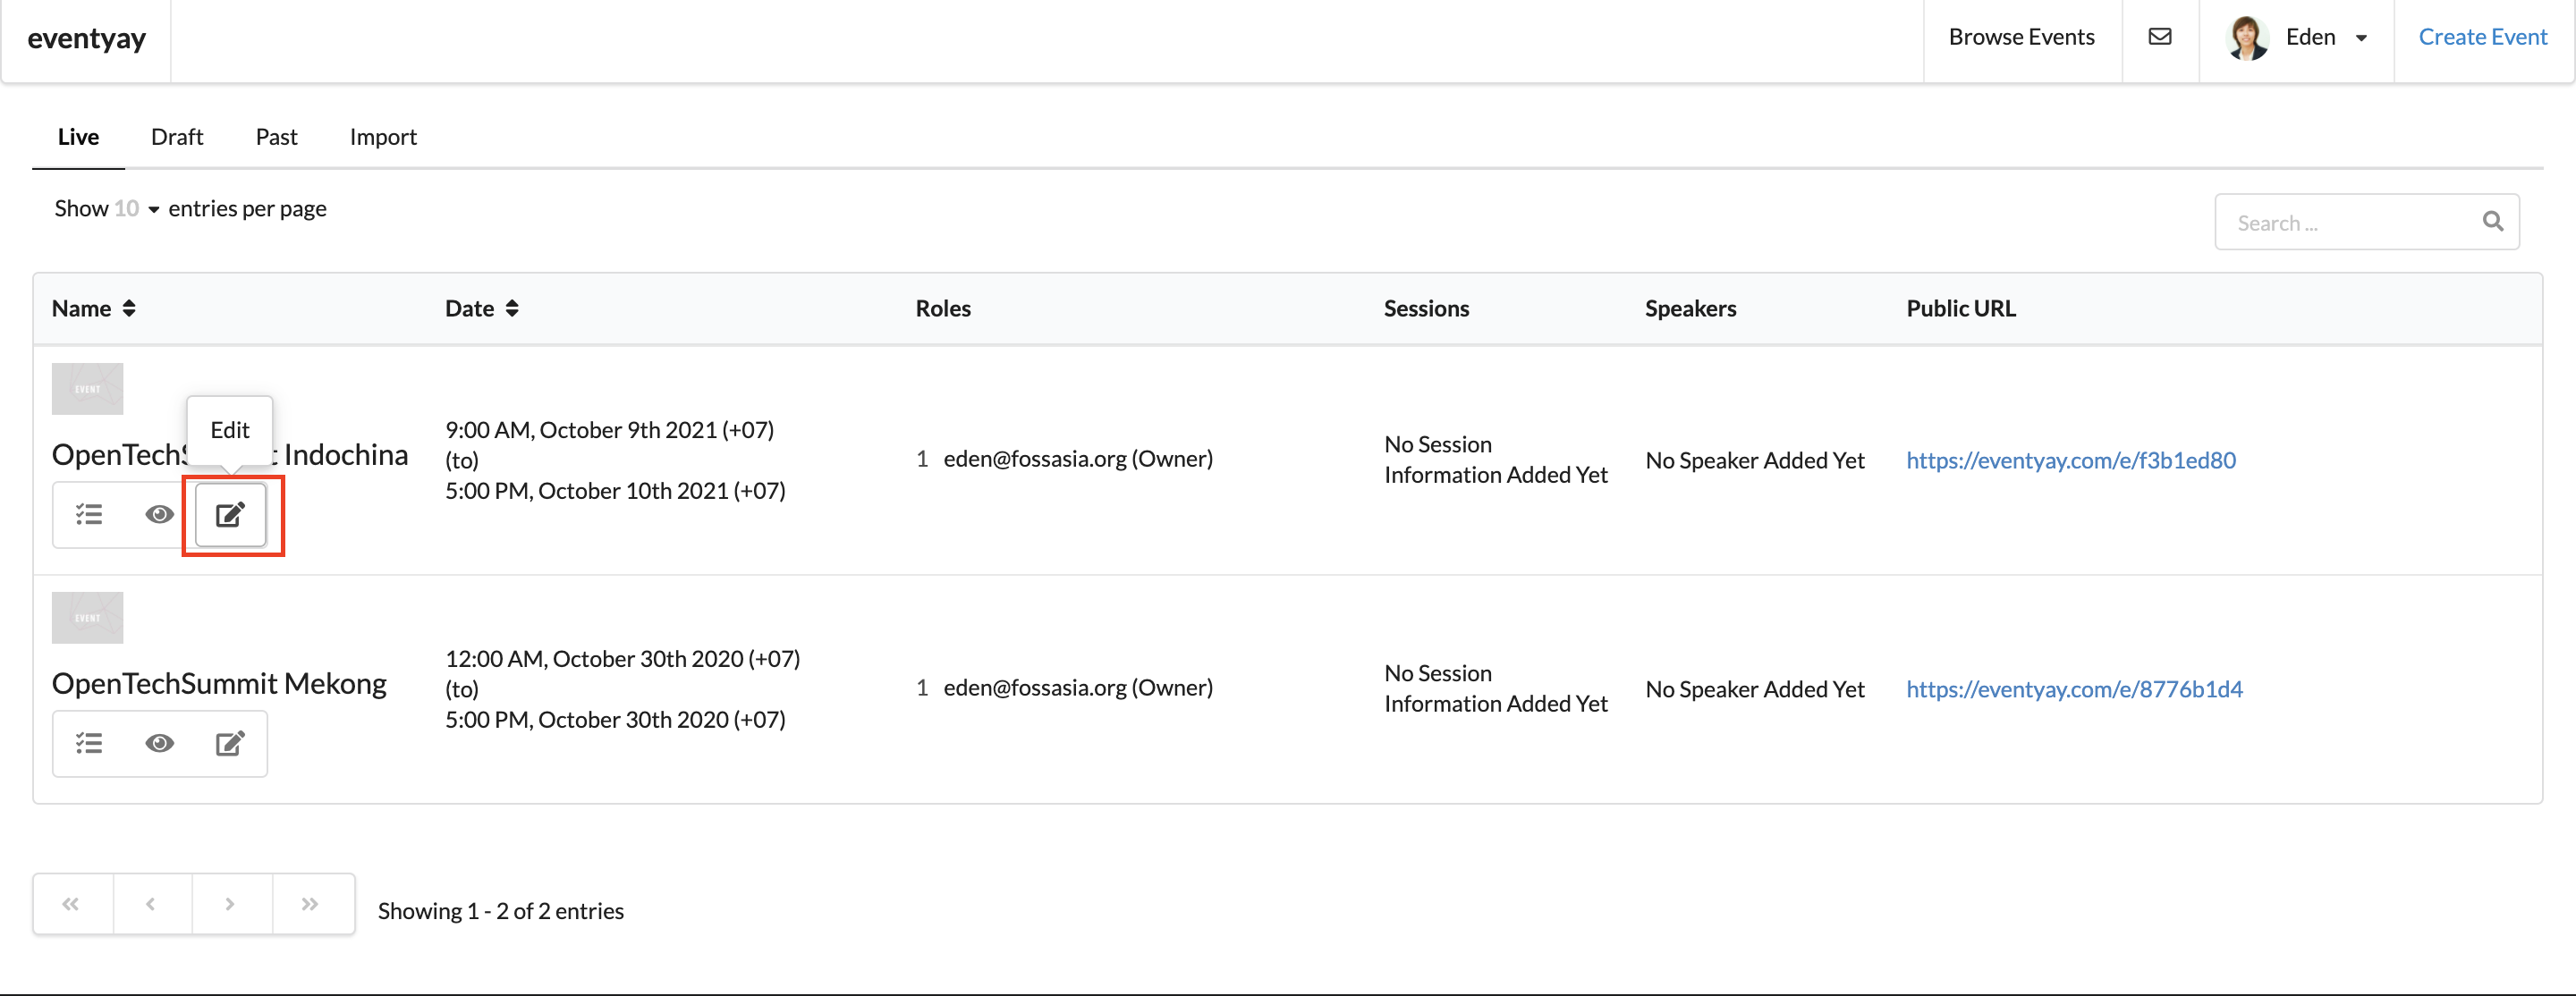 eventyay
Browse Events
Eden
Create Event
Live
Draft
Past
Import
Show 10 entries per page
Search ...
Name
Date
Roles
Sessions
Speakers
Public URL
EVENT
Edit
OpenTechS t Indochina
9:00 AM, October 9th 2021 (+07)
(to)
5:00 PM, October 10th 2021 (+07)
1 eden@fossasia.org (Owner)
No Session
Information Added Yet
No Speaker Added Yet
https://eventyay.com/e/f3b1ed80
EVENT
OpenTechSummit Mekong
12:00 AM, October 30th 2020 (+07)
(to)
5:00 PM, October 30th 2020 (+07)
1 eden@fossasia.org (Owner)
No Session
Information Added Yet
No Speaker Added Yet
https://eventyay.com/e/8776b1d4
Showing 1 - 2 of 2 entries